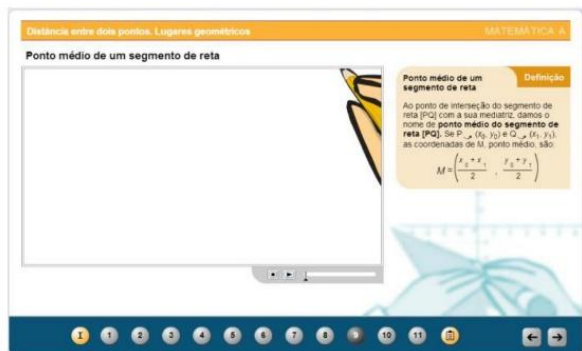 Distância entre dois pontos. Lugares geométricos
MATEMÁTICA A
Ponto médio de um segmento de reta
Ponto médio de um
segmento de reta
Definição
Ao ponto de interseção do segmento de
reta [PQ] com a sua mediatriz, damos o
nome de ponto médio do segmento de
reta [PQ]. Se P ⤳ (x₀, y₀) e Q ⤳ (x₁, y₁),
as coordenadas de M, ponto médio, são:
M = ( (x₀ + x₁)/2 , (y₀ + y₁)/2 )
I 1 2 3 4 5 6 7 8 9 10 11